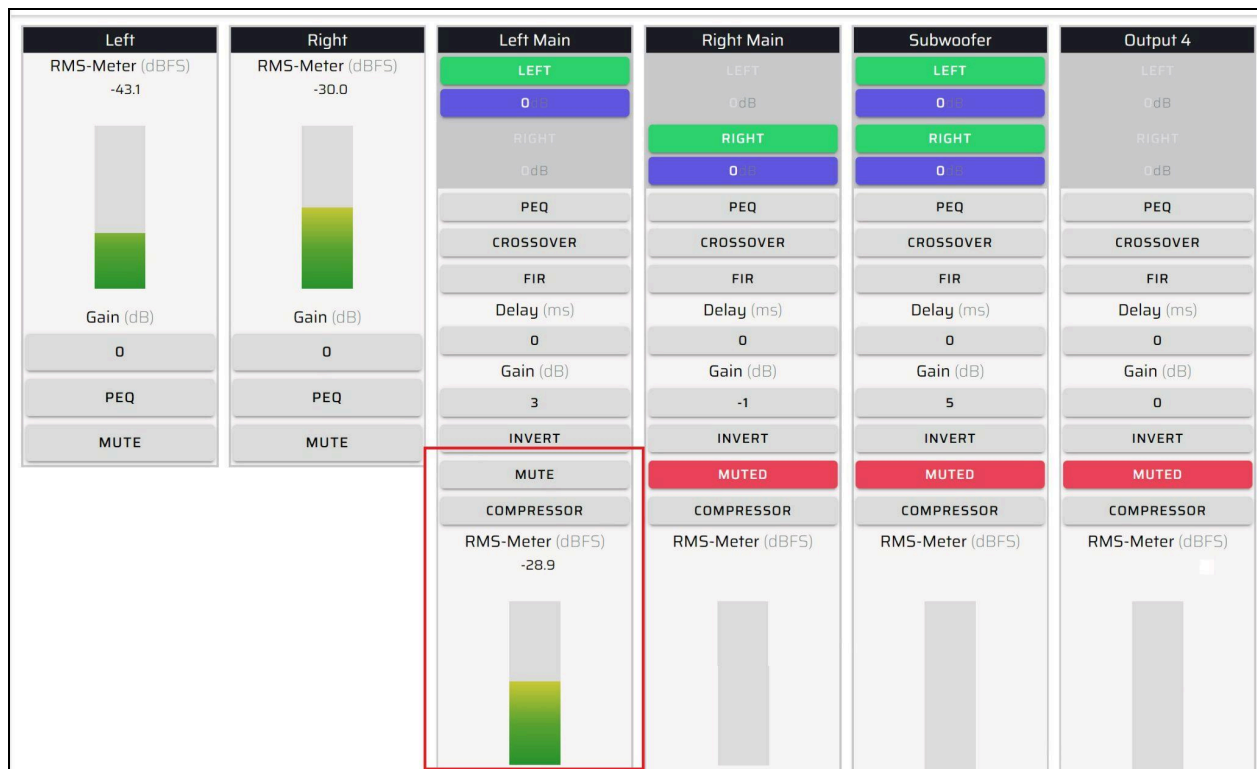 Left
RMS-Meter (dBFS)
-43.1
Gain (dB)
0
PEQ
MUTE
Right
RMS-Meter (dBFS)
-30.0
Gain (dB)
0
PEQ
MUTE
Left Main
LEFT
0dB
RIGHT
0dB
PEQ
CROSSOVER
FIR
Delay (ms)
0
Gain (dB)
3
INVERT
MUTE
COMPRESSOR
RMS-Meter (dBFS)
-28.9
Right Main
LEFT
0dB
RIGHT
0dB
PEQ
CROSSOVER
FIR
Delay (ms)
0
Gain (dB)
-1
INVERT
MUTED
COMPRESSOR
RMS-Meter (dBFS)
Subwoofer
LEFT
0dB
RIGHT
0dB
PEQ
CROSSOVER
FIR
Delay (ms)
0
Gain (dB)
5
INVERT
MUTED
COMPRESSOR
RMS-Meter (dBFS)
Output 4
LEFT
0dB
RIGHT
0dB
PEQ
CROSSOVER
FIR
Delay (ms)
0
Gain (dB)
0
INVERT
MUTED
COMPRESSOR
RMS-Meter (dBFS)